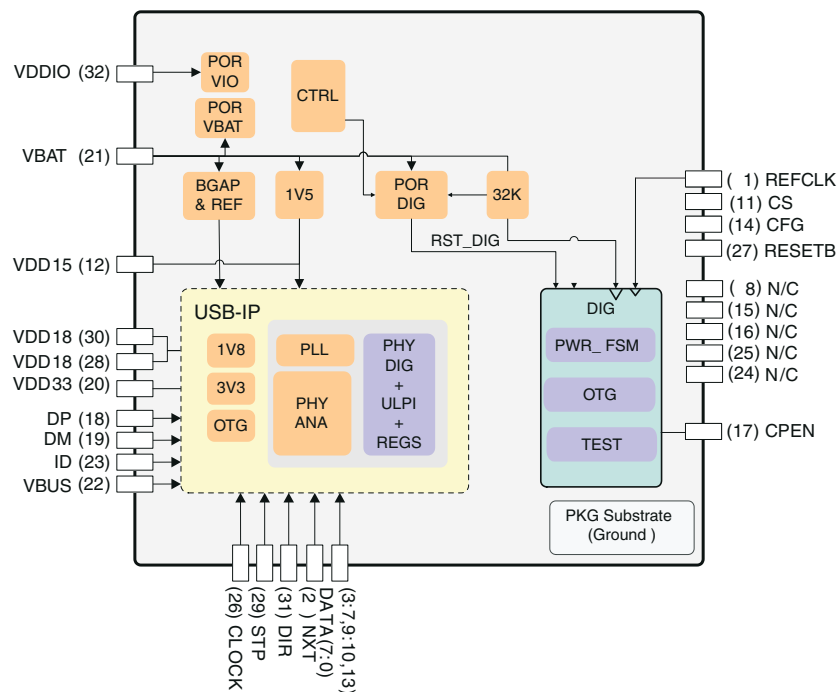 VDDIO (32)
POR
VIO
POR
VBAT
CTRL
VBAT (21)
BGAP
& REF
1V5
POR
DIG
32K
RST_DIG
VDD15 (12)
( 1) REFCLK
(11) CS
(14) CFG
(27) RESETB
( 8) N/C
(15) N/C
(16) N/C
(25) N/C
(24) N/C
(17) CPEN
USB-IP
VDD18 (30)
VDD18 (28)
VDD33 (20)
DP (18)
DM (19)
ID (23)
VBUS (22)
1V8
3V3
OTG
PLL
PHY
ANA
PHY
DIG
+
ULPI
+
REGS
DIG
PWR_ FSM
OTG
TEST
PKG Substrate
(Ground )
(26) CLOCK
(29) STP
(31) DIR
(2 ) NXT
DATA(7:0)
(3:7,9:10,13)